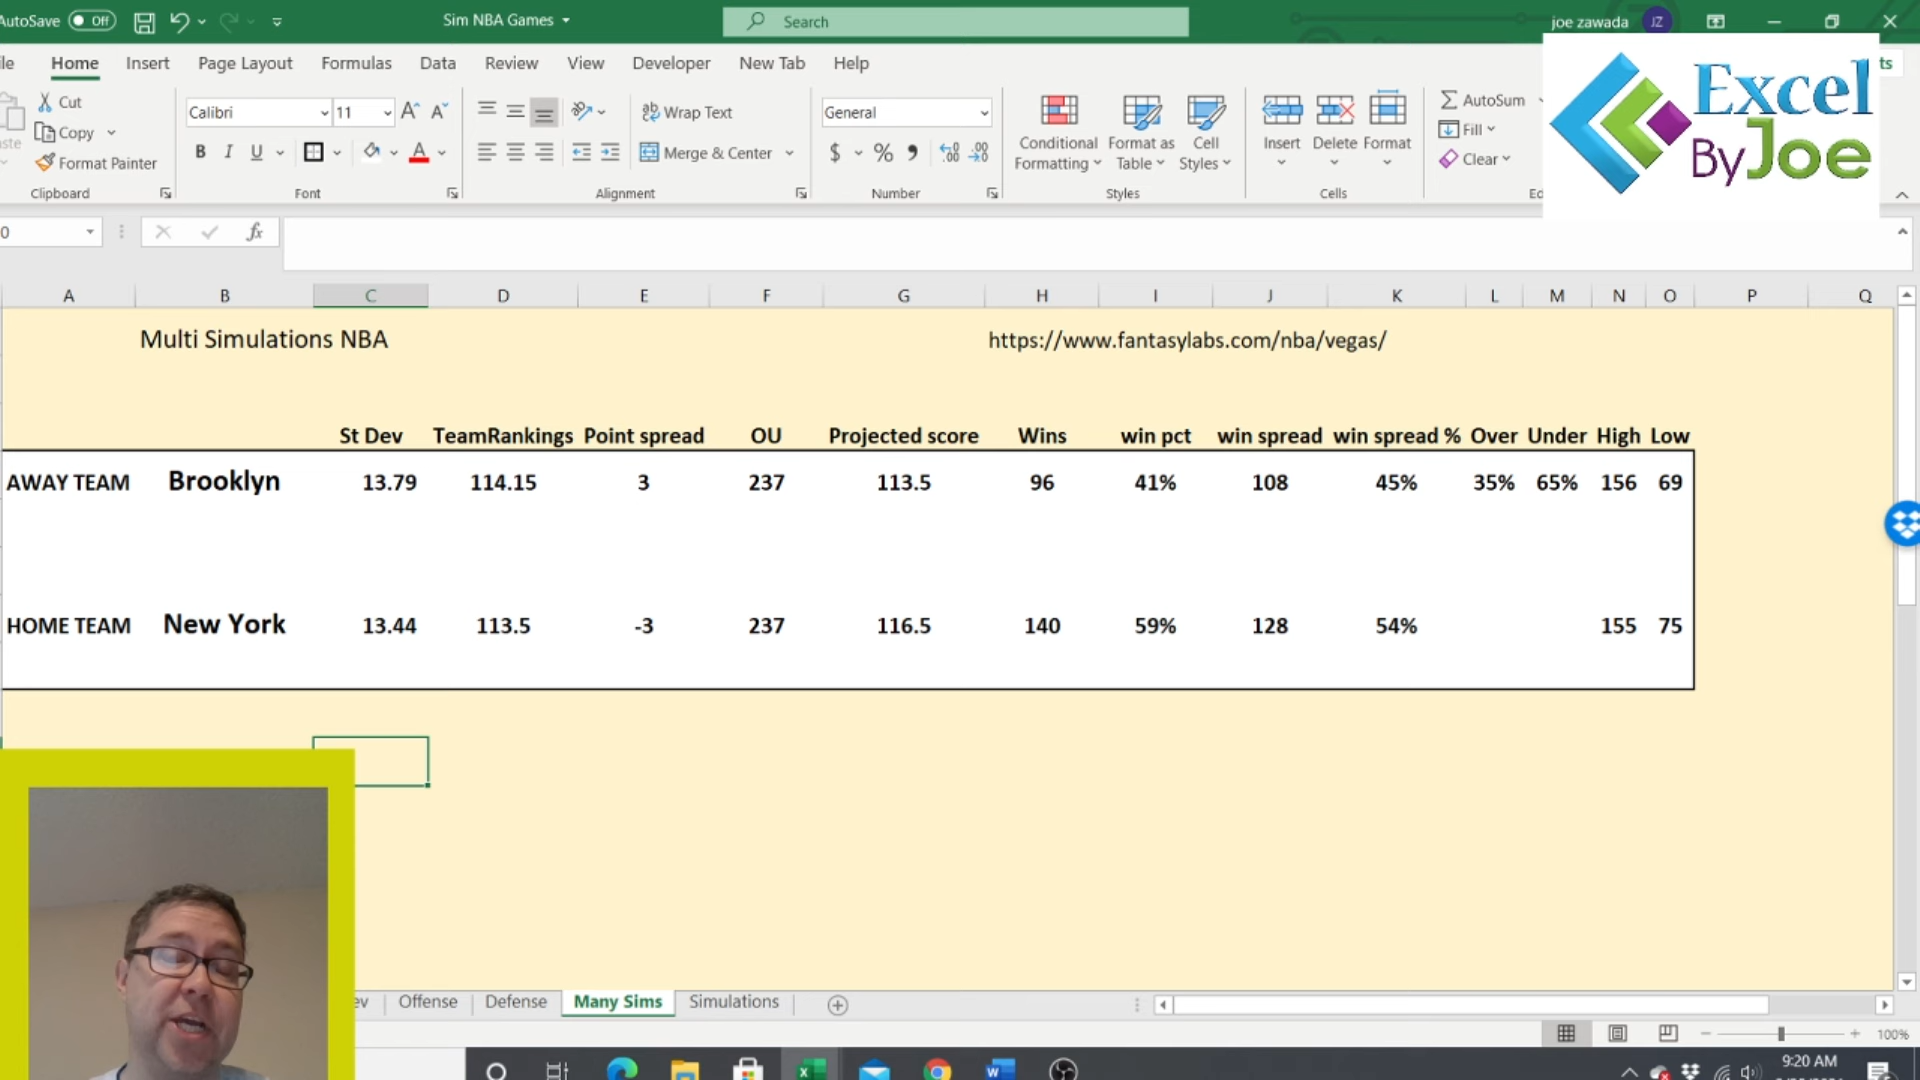 AutoSave Off Sim NBA Games Search joe zawada JZ
Home Insert Page Layout Formulas Data Review View Developer New Tab Help
Excel
ByJoe
Cut
Copy
Format Painter
Clipboard
Calibri 11
B I U A
Font
Wrap Text
Merge & Center
Alignment
General
$ %
Number
Conditional Formatting
Format as Table
Cell Styles
Styles
Insert Delete Format
Cells
AutoSum
Fill
Clear
fx
A B C D E F G H I J K L M N O P Q
Multi Simulations NBA https://www.fantasylabs.com/nba/vegas/
St Dev TeamRankings Point spread OU Projected score Wins win pct win spread win spread % Over Under High Low
AWAY TEAM Brooklyn 13.79 114.15 3 237 113.5 96 41% 108 45% 35% 65% 156 69
HOME TEAM New York 13.44 113.5 -3 237 116.5 140 59% 128 54% 155 75
Offense Defense Many Sims Simulations
100%
9:20 AM